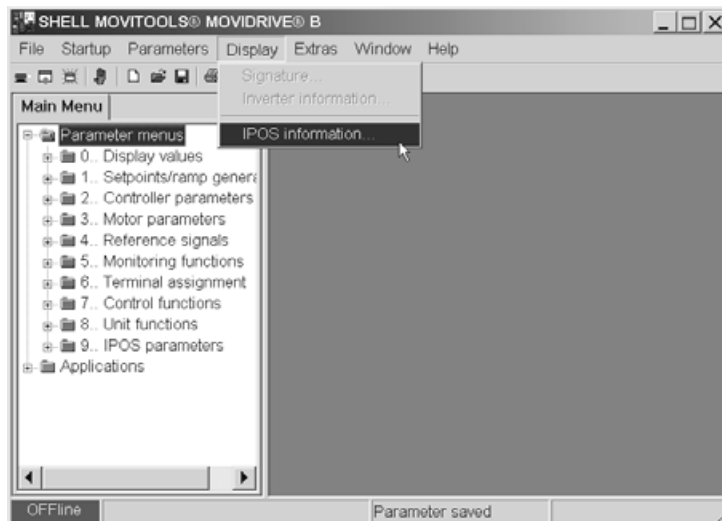 SHELL MOVITOOLS® MOVIDRIVE® B
File Startup Parameters Display Extras Window Help
Signature...
Inverter information...
IPOS information...
Main Menu
Parameter menus
0.. Display values
1.. Setpoints/ramp genera
2.. Controller parameters
3.. Motor parameters
4.. Reference signals
5.. Monitoring functions
6.. Terminal assignment
7.. Control functions
8.. Unit functions
9.. IPOS parameters
Applications
OFFline
Parameter saved